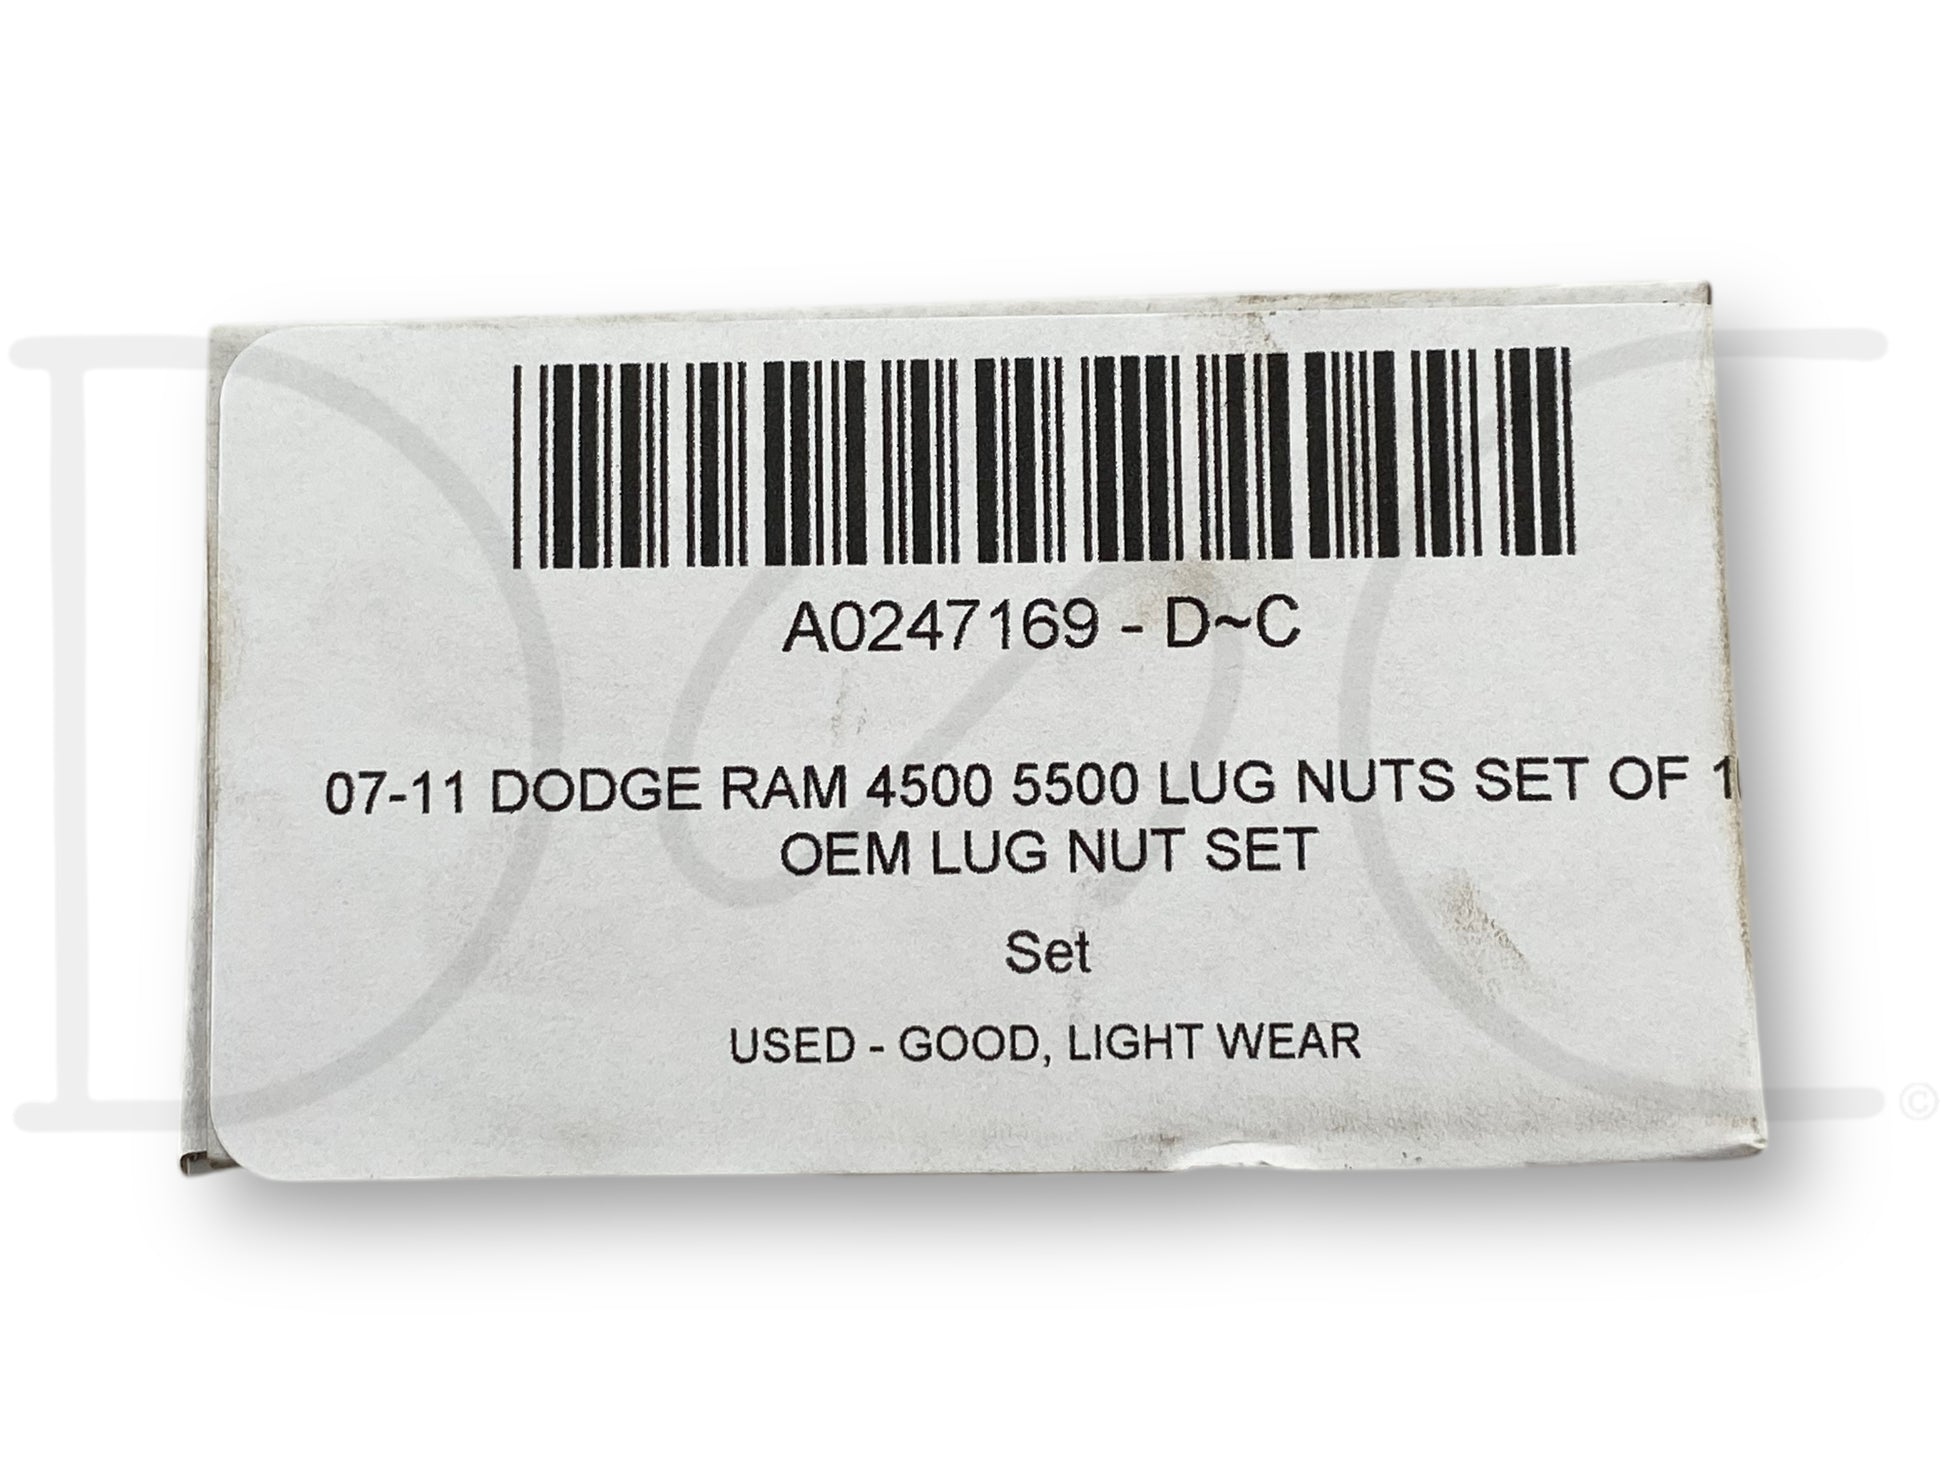 A0247169 - D~C
07-11 DODGE RAM 4500 5500 LUG NUTS SET OF
OEM LUG NUT SET
Set
USED - GOOD, LIGHT WEAR
©